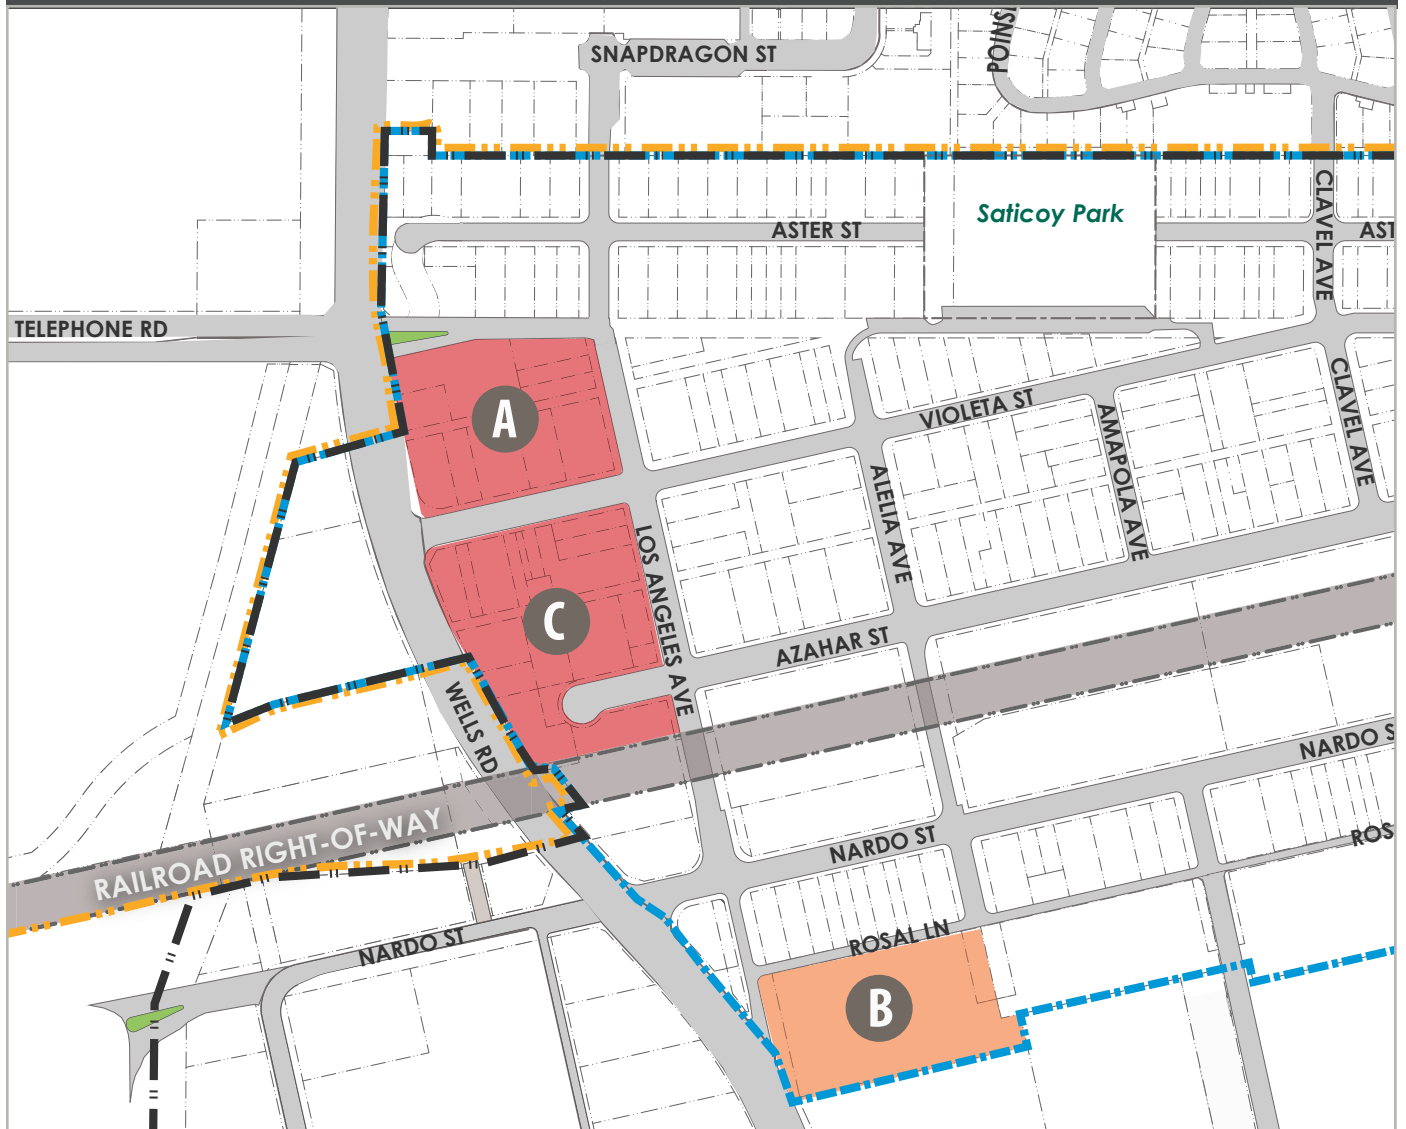 SNAPDRAGON ST
POINS
Saticoy Park
CLAVEL AVE
ASTER ST
AST
TELEPHONE RD
A
VIOLETA ST
CLAVEL AVE
AMAPOLA AVE
ALELIA AVE
LOS ANGELES AVE
C
AZAHAR ST
WELLS RD
NARDO S
RAILROAD RIGHT-OF-WAY
NARDO ST
ROS
NARDO ST
ROSAL LN
B